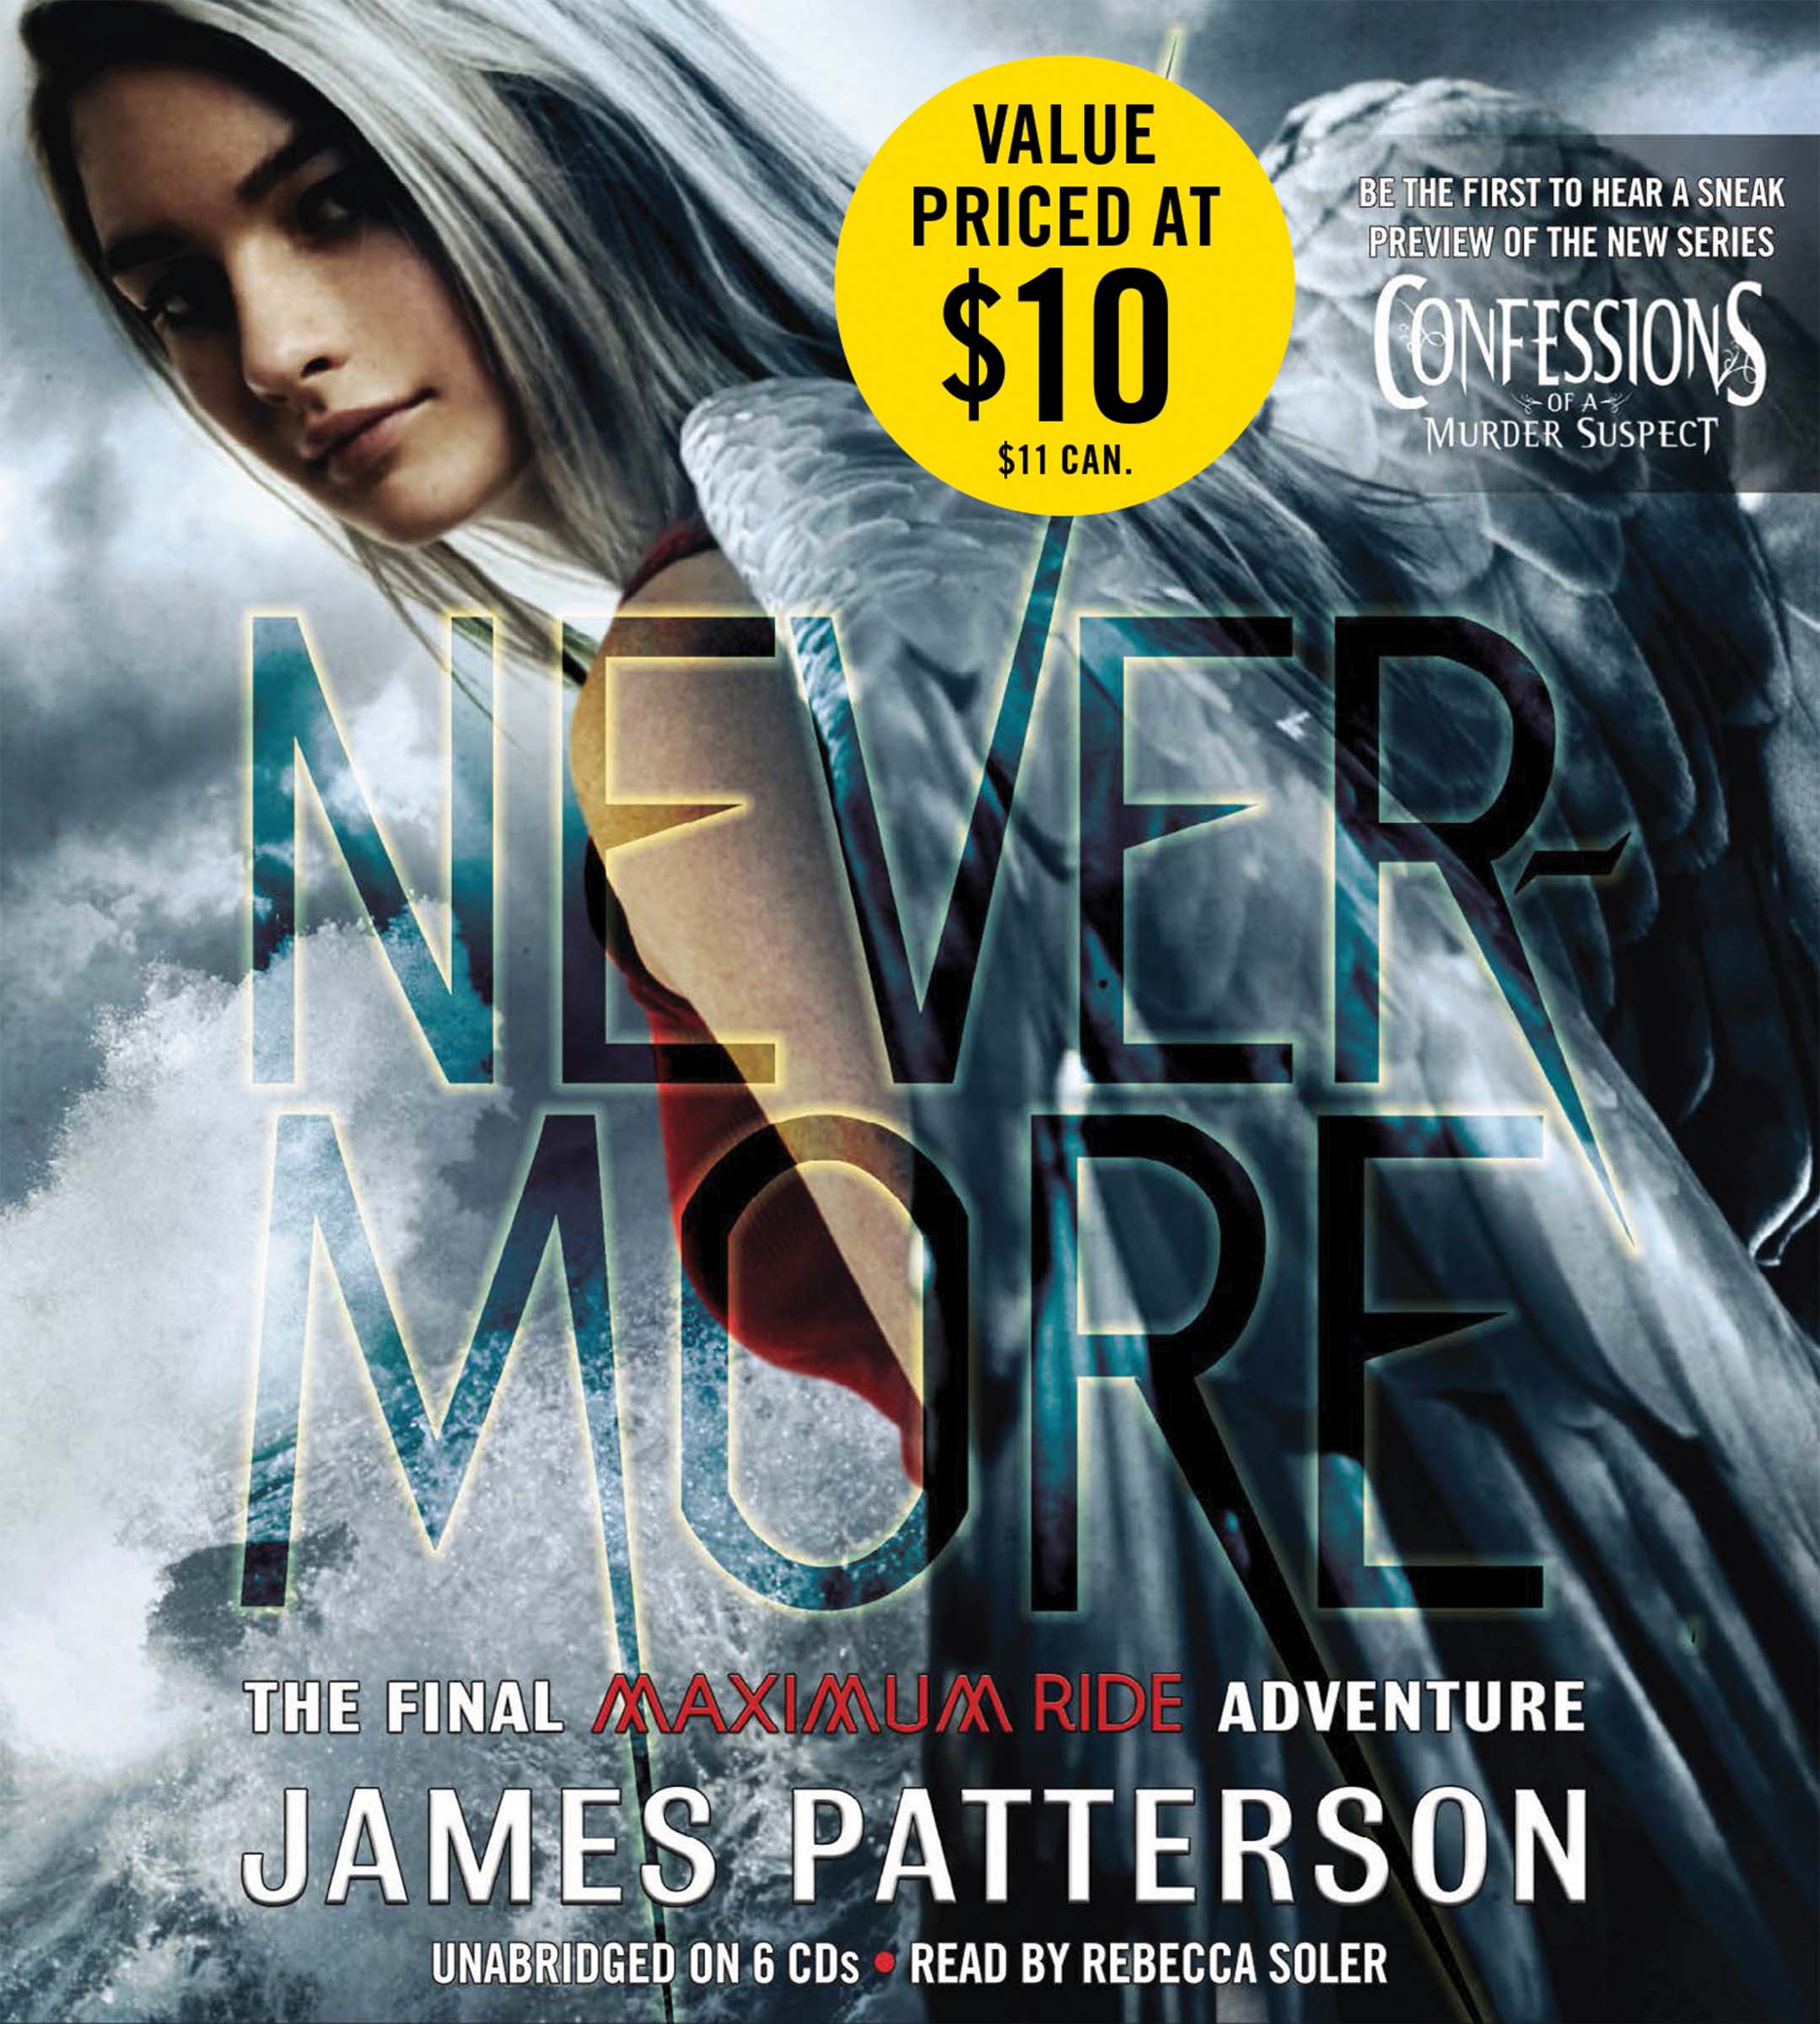 VALUE
PRICED AT
$10
$11 CAN.
BE THE FIRST TO HEAR A SNEAK
PREVIEW OF THE NEW SERIES
CONFESSIONS
OF A
MURDER SUSPECT
NEVER-
MORE
THE FINAL MAXIMUM RIDE ADVENTURE
JAMES PATTERSON
UNABRIDGED ON 6 CDs • READ BY REBECCA SOLER